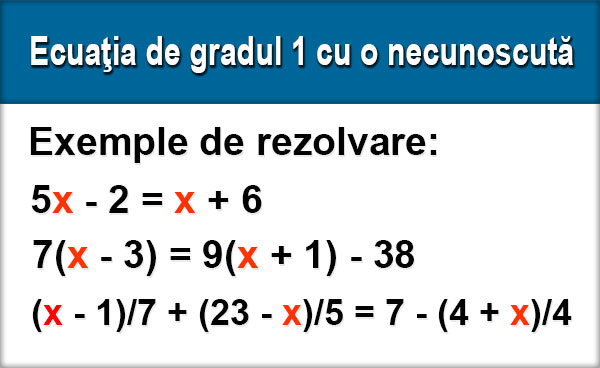 Ecuaţia de gradul 1 cu o necunoscută
Exemple de rezolvare:
5x - 2 = x + 6
7(x - 3) = 9(x + 1) - 38
(x - 1)/7 + (23 - x)/5 = 7 - (4 + x)/4